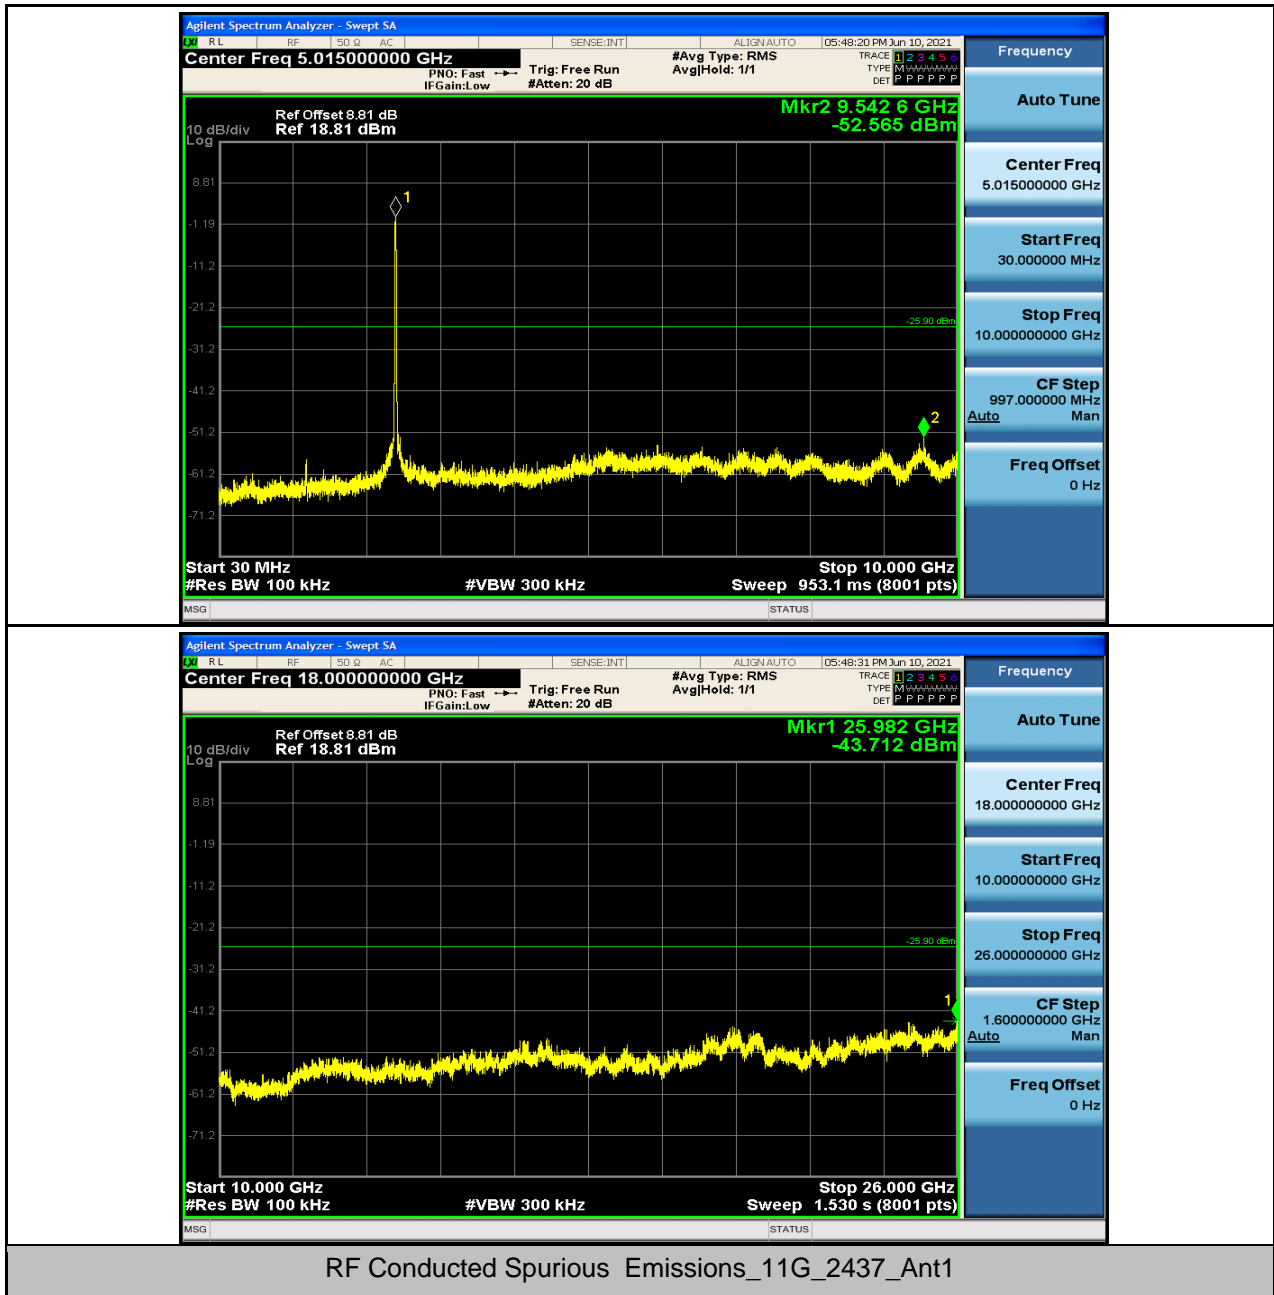 Agilent Spectrum Analyzer - Swept SA
LXI RL RF 50 Ω AC SENSE:INT ALIGN AUTO 05:48:20 PM Jun 10, 2021
Center Freq 5.015000000 GHz
PNO: Fast
IFGain:Low
Trig: Free Run
#Atten: 20 dB
#Avg Type: RMS
Avg|Hold: 1/1
TRACE 1 2 3 4 5 6
TYPE M W W W W W
DET P P P P P P
Ref Offset 8.81 dB
10 dB/div Ref 18.81 dBm
Log
Mkr2 9.542 6 GHz
-52.565 dBm
8.81
-1.19
-11.2
-21.2
-31.2
-41.2
-51.2
-61.2
-71.2
1
-25.90 dBm
2
Start 30 MHz Stop 10.000 GHz
#Res BW 100 kHz #VBW 300 kHz Sweep 953.1 ms (8001 pts)
MSG STATUS
Frequency
Auto Tune
Center Freq
5.015000000 GHz
Start Freq
30.000000 MHz
Stop Freq
10.000000000 GHz
CF Step
997.000000 MHz
Auto Man
Freq Offset
0 Hz
Agilent Spectrum Analyzer - Swept SA
LXI RL RF 50 Ω AC SENSE:INT ALIGN AUTO 05:48:31 PM Jun 10, 2021
Center Freq 18.000000000 GHz
PNO: Fast
IFGain:Low
Trig: Free Run
#Atten: 20 dB
#Avg Type: RMS
Avg|Hold: 1/1
TRACE 1 2 3 4 5 6
TYPE M W W W W W
DET P P P P P P
Ref Offset 8.81 dB
10 dB/div Ref 18.81 dBm
Log
Mkr1 25.982 GHz
-43.712 dBm
8.81
-1.19
-11.2
-21.2
-31.2
-41.2
-51.2
-61.2
-71.2
-25.90 dBm
1
Start 10.000 GHz Stop 26.000 GHz
#Res BW 100 kHz #VBW 300 kHz Sweep 1.530 s (8001 pts)
MSG STATUS
Frequency
Auto Tune
Center Freq
18.000000000 GHz
Start Freq
10.000000000 GHz
Stop Freq
26.000000000 GHz
CF Step
1.600000000 GHz
Auto Man
Freq Offset
0 Hz
RF Conducted Spurious Emissions_11G_2437_Ant1